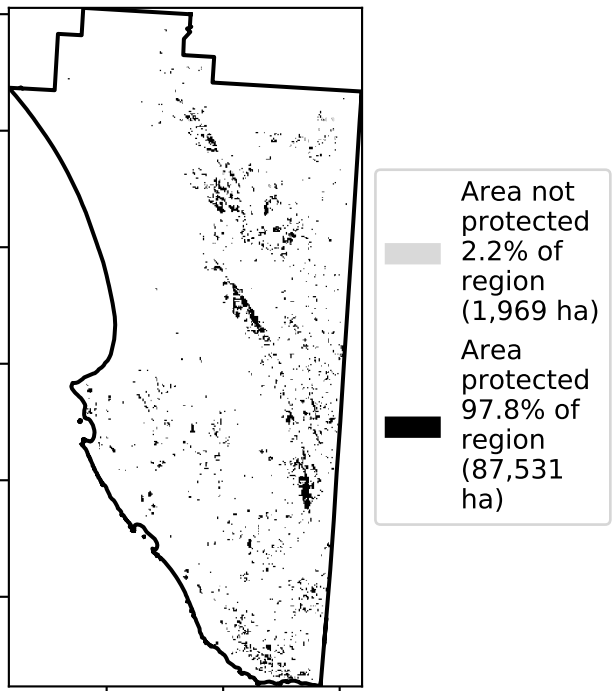 Area not
protected
2.2% of
region
(1,969 ha)
Area
protected
97.8% of
region
(87,531
ha)